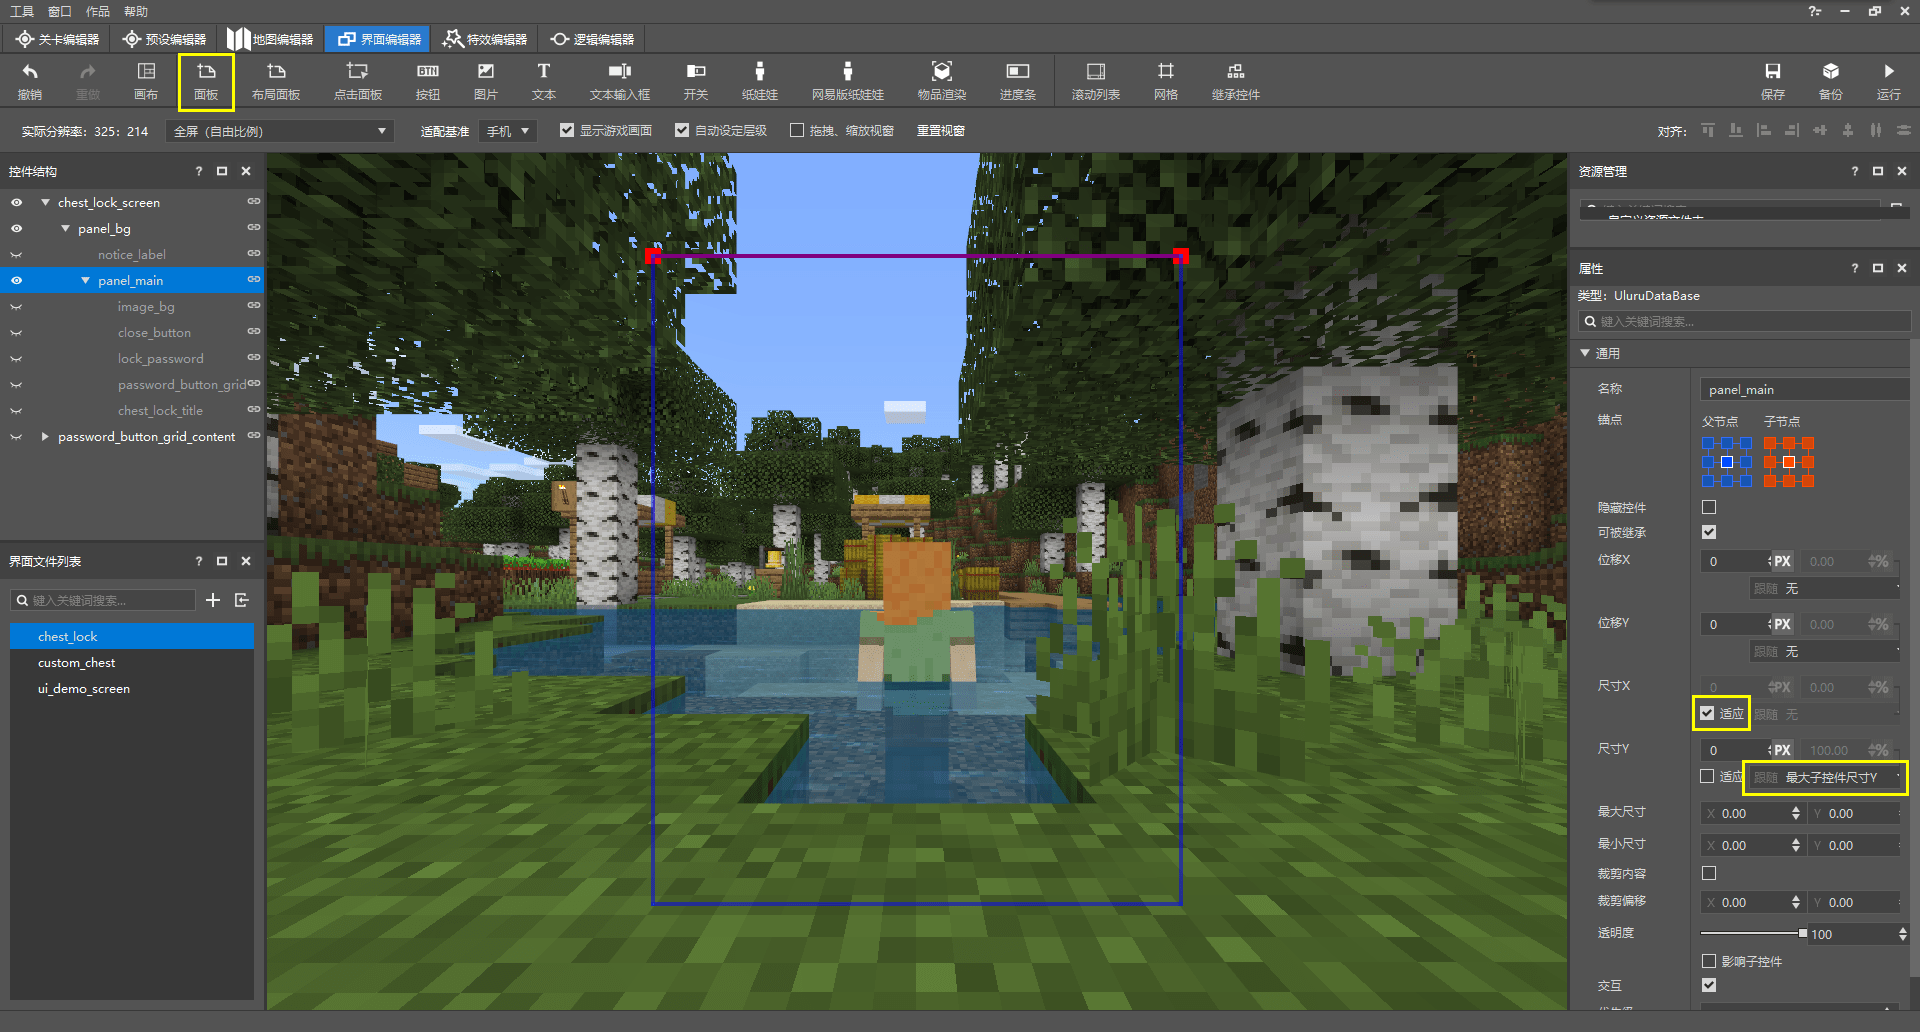 工具 窗口 作品 帮助
关卡编辑器 预设编辑器 地图编辑器 界面编辑器 特效编辑器 逻辑编辑器
撤销 重做 画布 面板 布局面板 点击面板 按钮 图片 文本 文本输入框 开关 纸娃娃 网易版纸娃娃 物品渲染 进度条 滚动列表 网格 继承控件 保存 备份 运行
实际分辨率: 325: 214 全屏 (自由比例) 适配基准 手机 显示游戏画面 自动设定层级 拖拽、缩放视窗 重置视窗 对齐:
控件结构
chest_lock_screen
panel_bg
notice_label
panel_main
image_bg
close_button
lock_password
password_button_grid
chest_lock_title
password_button_grid_content
界面文件列表
键入关键词搜索...
chest_lock
custom_chest
ui_demo_screen
资源管理
属性
类型: UluruDataBase
键入关键词搜索...
通用
名称 panel_main
锚点 父节点 子节点
隐藏控件
可被继承
位移X 0 PX 0.00 %
跟随 无
位移Y 0 PX 0.00 %
跟随 无
尺寸X 0 PX 0.00 %
适应 跟随 无
尺寸Y 0 PX 100.00 %
适应 跟随 最大子控件尺寸Y
最大尺寸 X 0.00 Y 0.00
最小尺寸 X 0.00 Y 0.00
裁剪内容
裁剪偏移 X 0.00 Y 0.00
透明度 100
影响子控件
交互